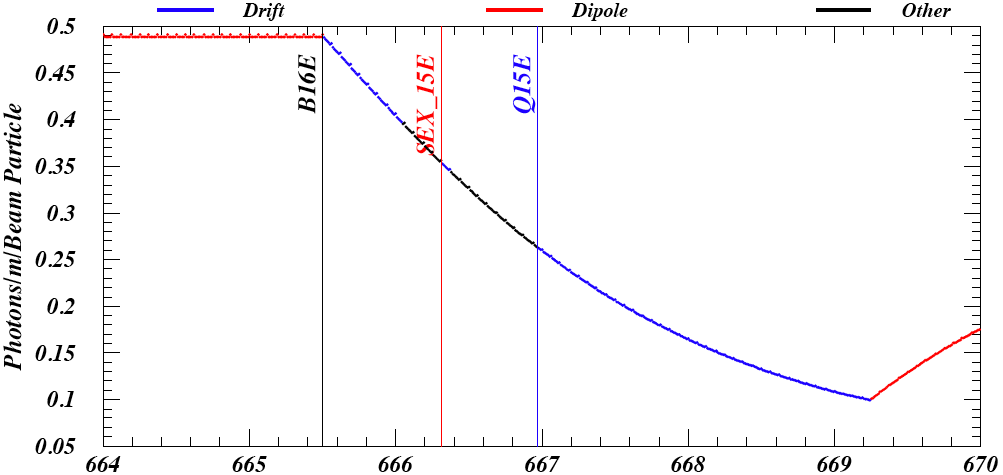 Drift Dipole Other
Photons/m/Beam Particle
0.5
0.45
0.4
0.35
0.3
0.25
0.2
0.15
0.1
0.05
B16E
SEX_15E
Q15E
664 665 666 667 668 669 670